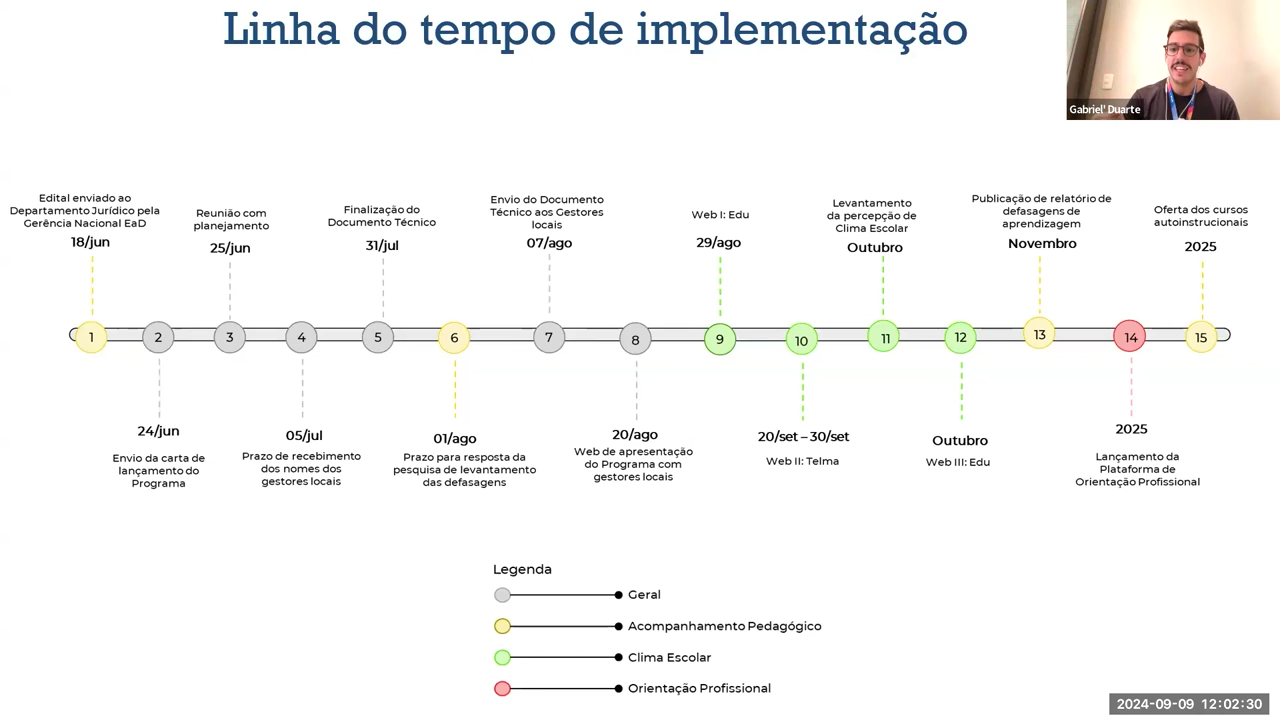 Linha do tempo de implementação
Gabriel' Duarte
Edital enviado ao
Departamento Jurídico pela
Gerência Nacional EaD
18/jun
Reunião com
planejamento
25/jun
Finalização do
Documento Técnico
31/jul
Envio do Documento
Técnico aos Gestores
locais
07/ago
Web I: Edu
29/ago
Levantamento
da percepção de
Clima Escolar
Outubro
Publicação de relatório de
defasagens de
aprendizagem
Novembro
Oferta dos cursos
autoinstrucionais
2025
1
2
3
4
5
6
7
8
9
10
11
12
13
14
15
24/jun
Envio da carta de
lançamento do
Programa
05/jul
Prazo de recebimento
dos nomes dos
gestores locais
01/ago
Prazo para resposta da
pesquisa de levantamento
das defasagens
20/ago
Web de apresentação
do Programa com
gestores locais
20/set – 30/set
Web II: Telma
Outubro
Web III: Edu
2025
Lançamento da
Plataforma de
Orientação Profissional
Legenda
Geral
Acompanhamento Pedagógico
Clima Escolar
Orientação Profissional
2024-09-09 12:02:30